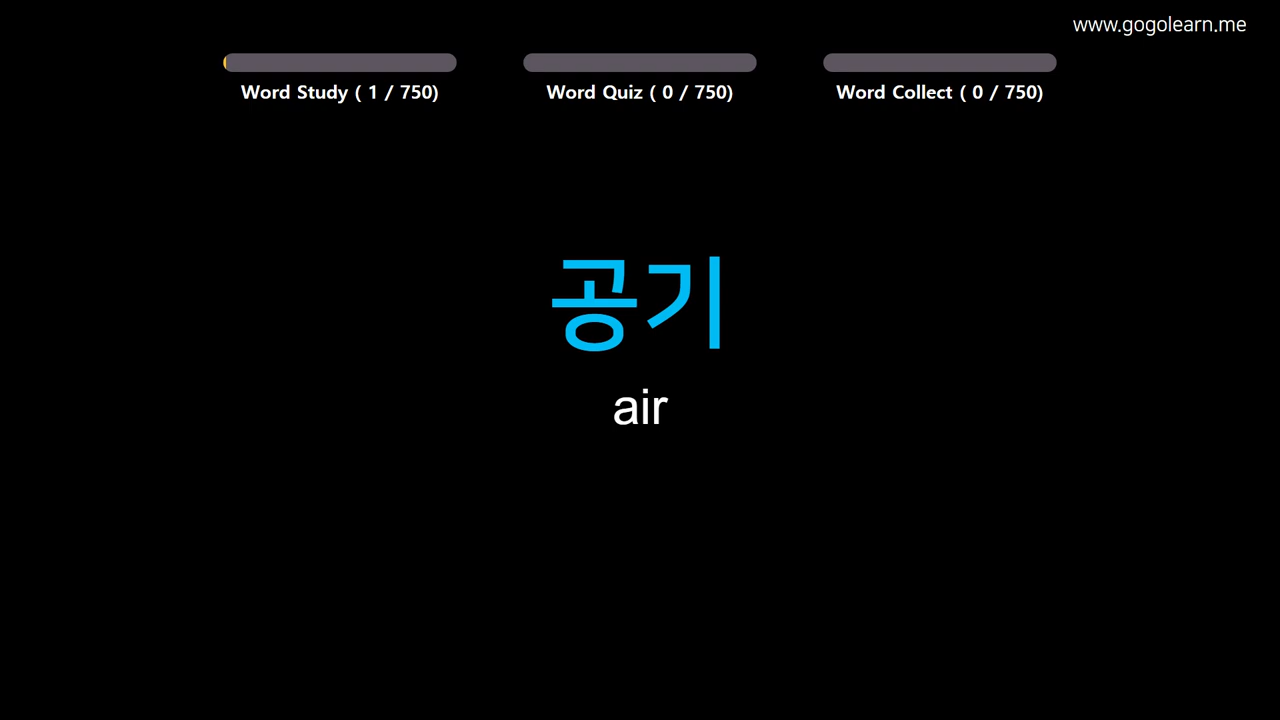 www.gogolearn.me
Word Study ( 1 / 750)
Word Quiz ( 0 / 750)
Word Collect ( 0 / 750)
공기
air